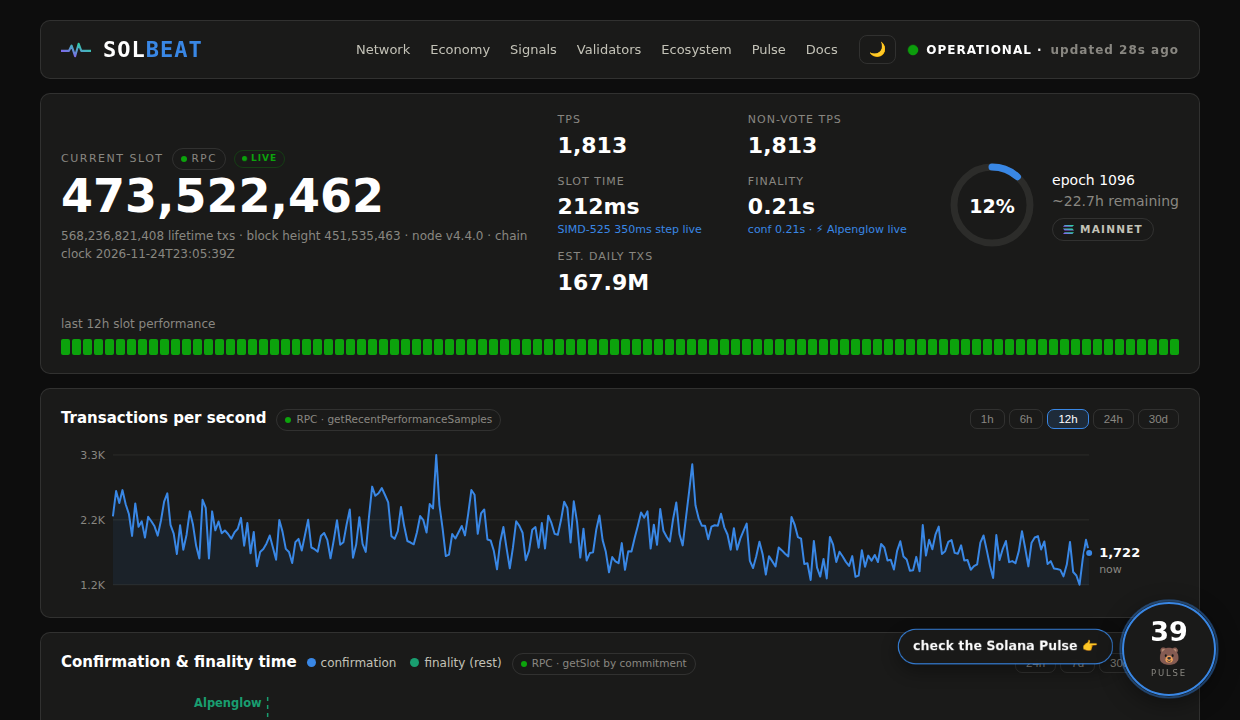 SOLBEAT
Network Economy Signals Validators Ecosystem Pulse Docs
OPERATIONAL · updated 28s ago
CURRENT SLOT RPC LIVE
473,522,462
568,236,821,408 lifetime txs · block height 451,535,463 · node v4.4.0 · chain
clock 2026-11-24T23:05:39Z
TPS
1,813
NON-VOTE TPS
1,813
SLOT TIME
212ms
SIMD-525 350ms step live
FINALITY
0.21s
conf 0.21s · ⚡ Alpenglow live
EST. DAILY TXS
167.9M
12%
epoch 1096
~22.7h remaining
MAINNET
last 12h slot performance
Transactions per second RPC · getRecentPerformanceSamples
1h 6h 12h 24h 30d
3.3K
2.2K
1.2K
1,722
now
Confirmation & finality time confirmation finality (rest) RPC · getSlot by commitment
Alpenglow
check the Solana Pulse 👉
39
PULSE